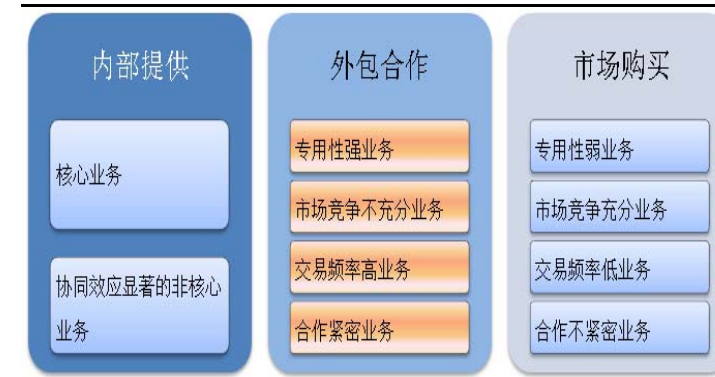 内部提供
核心业务
协同效应显著的非核心
业务
外包合作
专用性强业务
市场竞争不充分业务
交易频率高业务
合作紧密业务
市场购买
专用性弱业务
市场竞争充分业务
交易频率低业务
合作不紧密业务